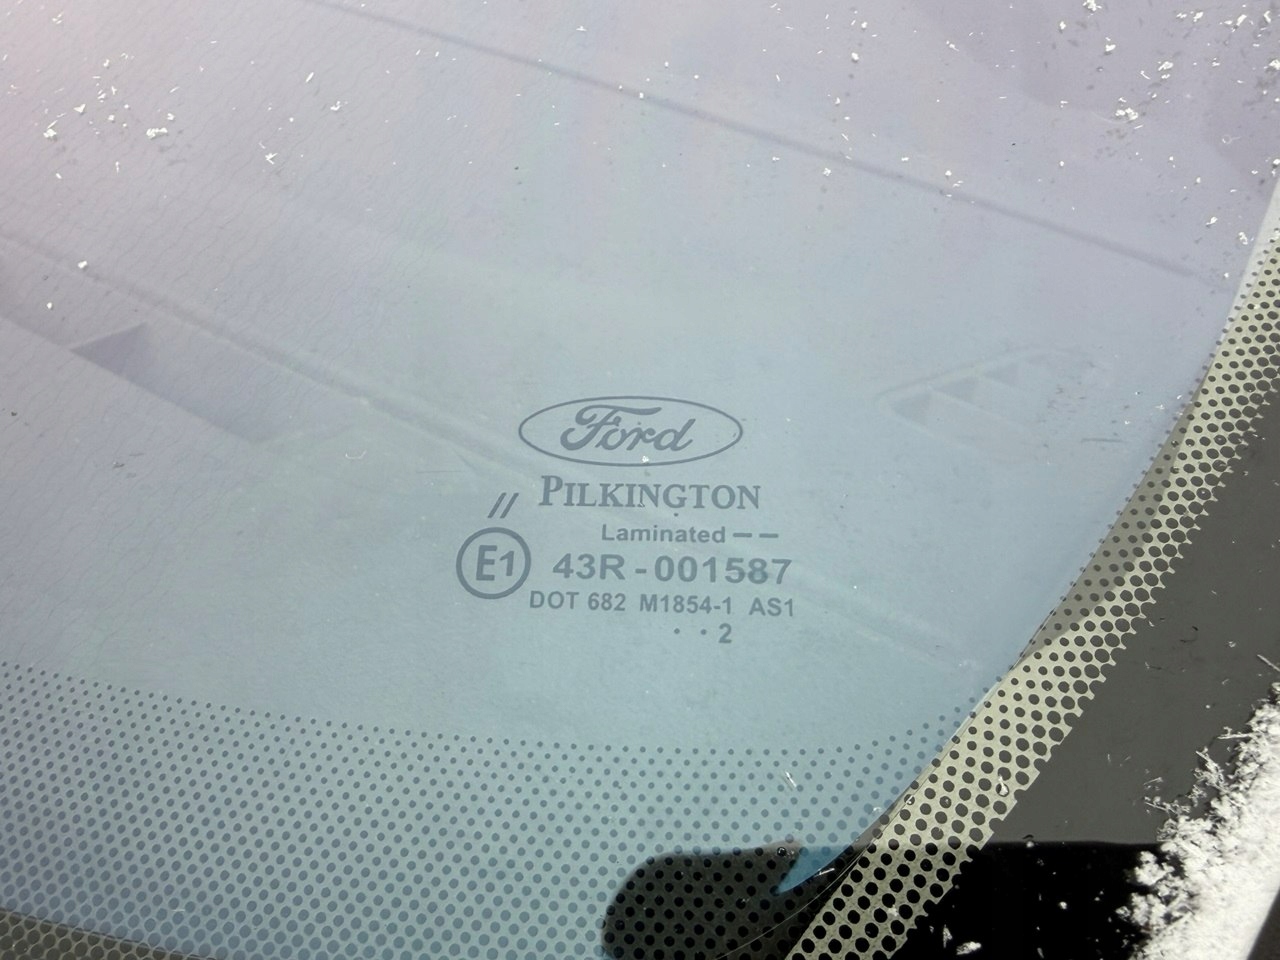 Ford
PILKINGTON
//
Laminated --
E1 43R-001587
DOT 682 M1854-1 AS1
. . 2